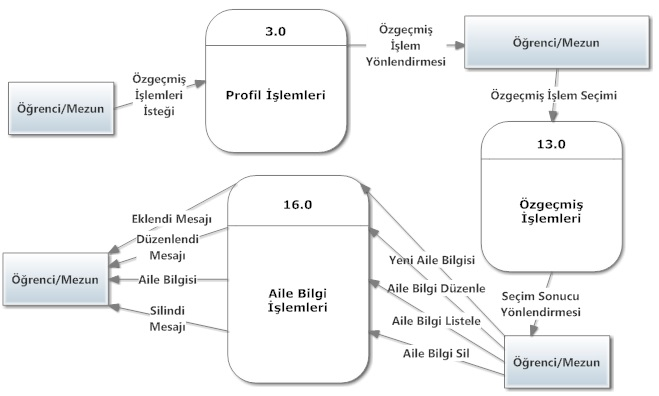 Öğrenci/Mezun
Özgeçmiş
İşlemleri
İsteği
3.0
Profil İşlemleri
Özgeçmiş
İşlem
Yönlendirmesi
Öğrenci/Mezun
Özgeçmiş İşlem Seçimi
13.0
Özgeçmiş
İşlemleri
Seçim Sonucu
Yönlendirmesi
Öğrenci/Mezun
Yeni Aile Bilgisi
Aile Bilgi Düzenle
Aile Bilgi Listele
Aile Bilgi Sil
16.0
Aile Bilgi
İşlemleri
Eklendi Mesajı
Düzenlendi
Mesajı
Aile Bilgisi
Silindi
Mesajı
Öğrenci/Mezun